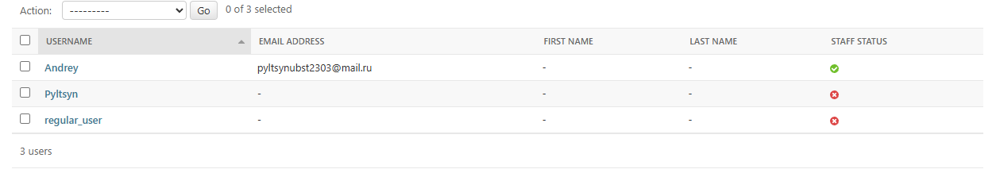 Action: --------- Go 0 of 3 selected
USERNAME EMAIL ADDRESS FIRST NAME LAST NAME STAFF STATUS
Andrey pyltsynubst2303@mail.ru - -
Pyltsyn - - -
regular_user - - -
3 users